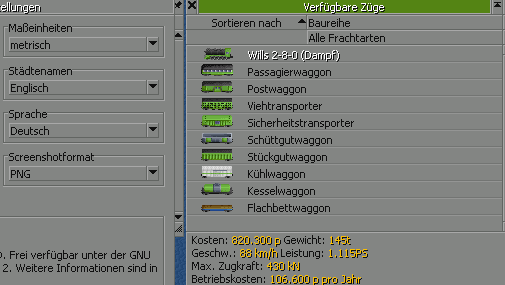 ellungen
Maßeinheiten
metrisch
Städtenamen
Englisch
Sprache
Deutsch
Screenshotformat
PNG
. Frei verfügbar unter der GNU
2. Weitere Informationen sind in
Verfügbare Züge
Sortieren nach Baureihe
Alle Frachtarten
Wills 2-8-0 (Dampf)
Passagierwaggon
Postwaggon
Viehtransporter
Sicherheitstransporter
Schüttgutwaggon
Stückgutwaggon
Kühlwaggon
Kesselwaggon
Flachbettwaggon
Kosten: 820,300 p Gewicht: 145t
Geschw.: 88 km/h Leistung: 1.115PS
Max. Zugkraft: 430 kN
Betriebskosten: 106,600 p pro Jahr